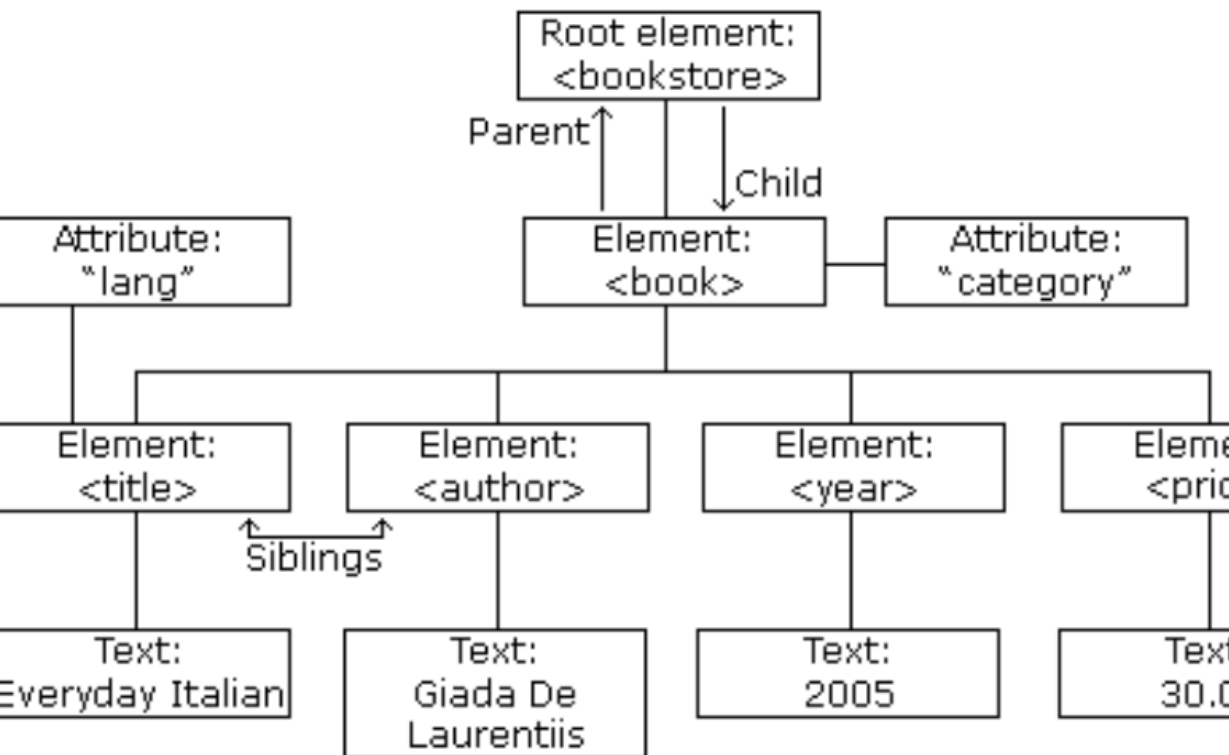 Root element:
<bookstore>
Parent
Child
Attribute:
"lang"
Element:
<book>
Attribute:
"category"
Element:
<title>
Element:
<author>
Element:
<year>
Siblings
Text:
Everyday Italian
Text:
Giada De
Laurentiis
Text:
2005